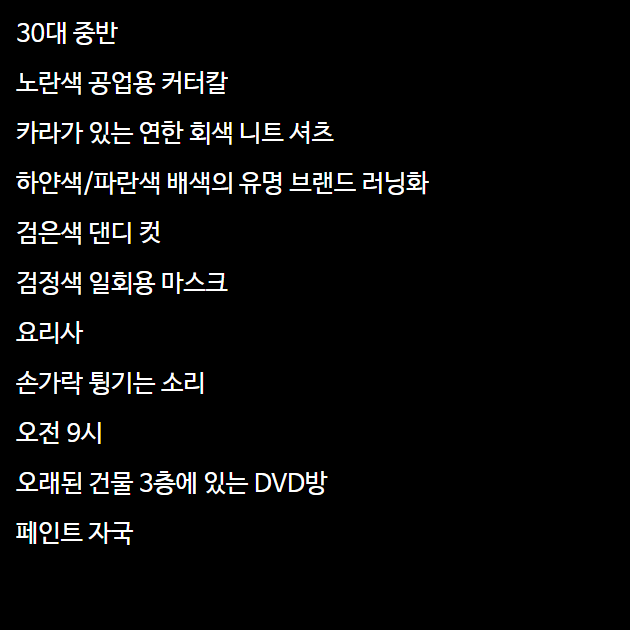 30대 중반
노란색 공업용 커터칼
카라가 있는 연한 회색 니트 셔츠
하얀색/파란색 배색의 유명 브랜드 러닝화
검은색 댄디 컷
검정색 일회용 마스크
요리사
손가락 튕기는 소리
오전 9시
오래된 건물 3층에 있는 DVD방
페인트 자국